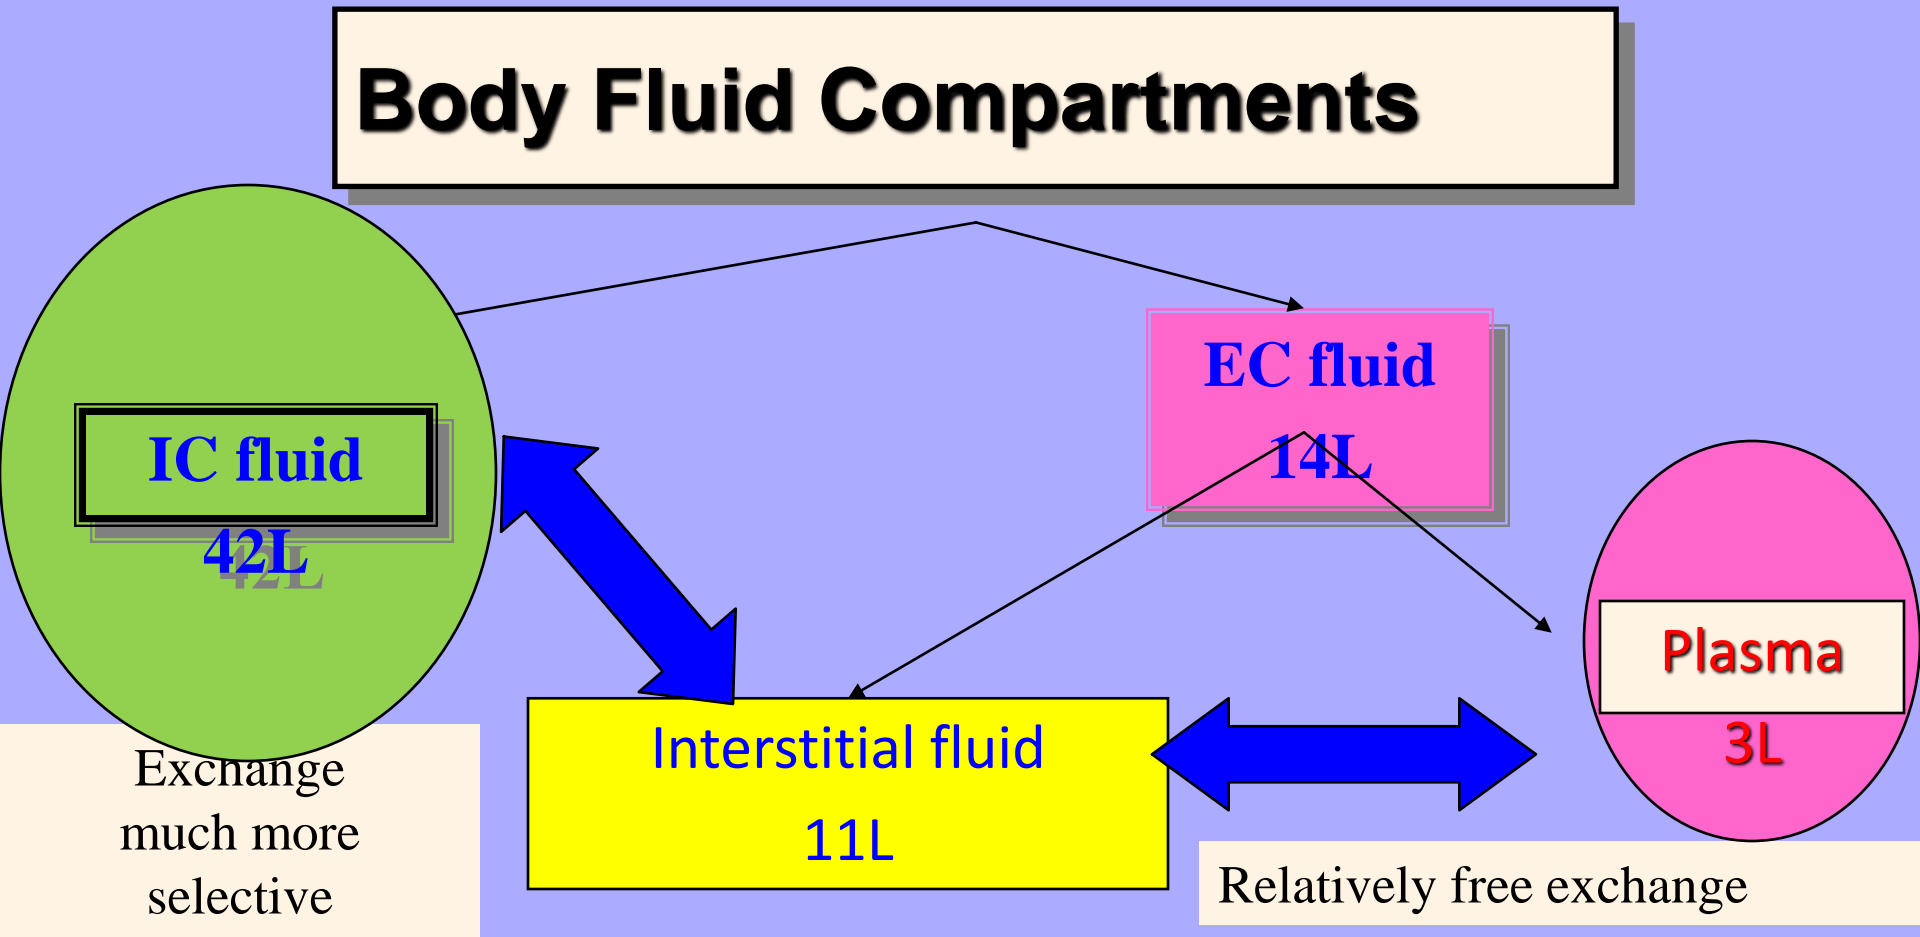 Body Fluid Compartments
EC fluid
14L
IC fluid
42L
Plasma
3L
Interstitial fluid
11L
Exchange
much more
selective
Relatively free exchange